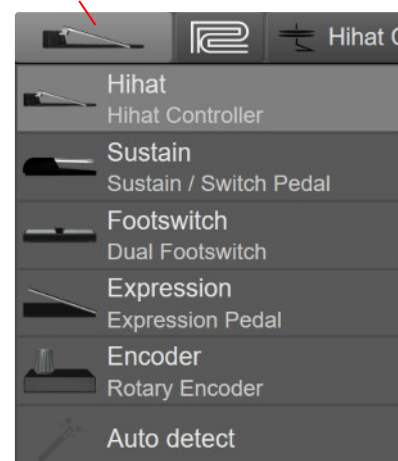 Hihat C
Hihat
Hihat Controller
Sustain
Sustain / Switch Pedal
Footswitch
Dual Footswitch
Expression
Expression Pedal
Encoder
Rotary Encoder
Auto detect